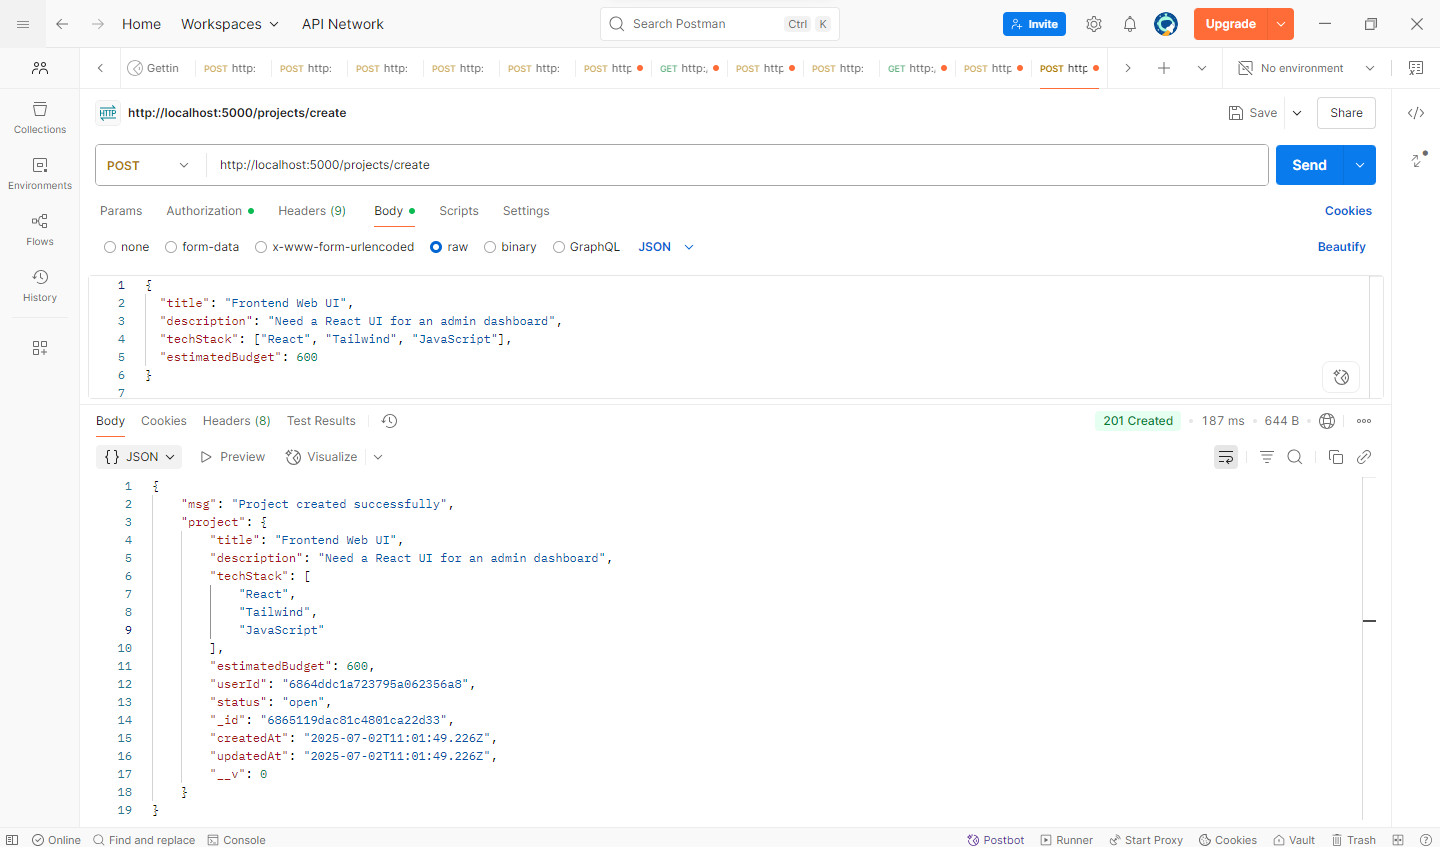 Home Workspaces API Network Search Postman Ctrl K Invite Upgrade
Gettin POST http: POST http: POST http: POST http: POST http: POST http GET http:, POST http POST http: GET http:, POST http POST http No environment
HTTP http://localhost:5000/projects/create Save Share
POST http://localhost:5000/projects/create Send
Params Authorization Headers (9) Body Scripts Settings Cookies
none form-data x-www-form-urlencoded raw binary GraphQL JSON Beautify
Collections
Environments
Flows
History
1 {
2 "title": "Frontend Web UI",
3 "description": "Need a React UI for an admin dashboard",
4 "techStack": ["React", "Tailwind", "JavaScript"],
5 "estimatedBudget": 600
6 }
7
Body Cookies Headers (8) Test Results 201 Created 187 ms 644 B
{} JSON Preview Visualize
1 {
2 "msg": "Project created successfully",
3 "project": {
4 "title": "Frontend Web UI",
5 "description": "Need a React UI for an admin dashboard",
6 "techStack": [
7 "React",
8 "Tailwind",
9 "JavaScript"
10 ],
11 "estimatedBudget": 600,
12 "userId": "6864ddc1a723795a062356a8",
13 "status": "open",
14 "_id": "6865119dac81c4801ca22d33",
15 "createdAt": "2025-07-02T11:01:49.226Z",
16 "updatedAt": "2025-07-02T11:01:49.226Z",
17 "__v": 0
18 }
19 }
Online Find and replace Console Postbot Runner Start Proxy Cookies Vault Trash